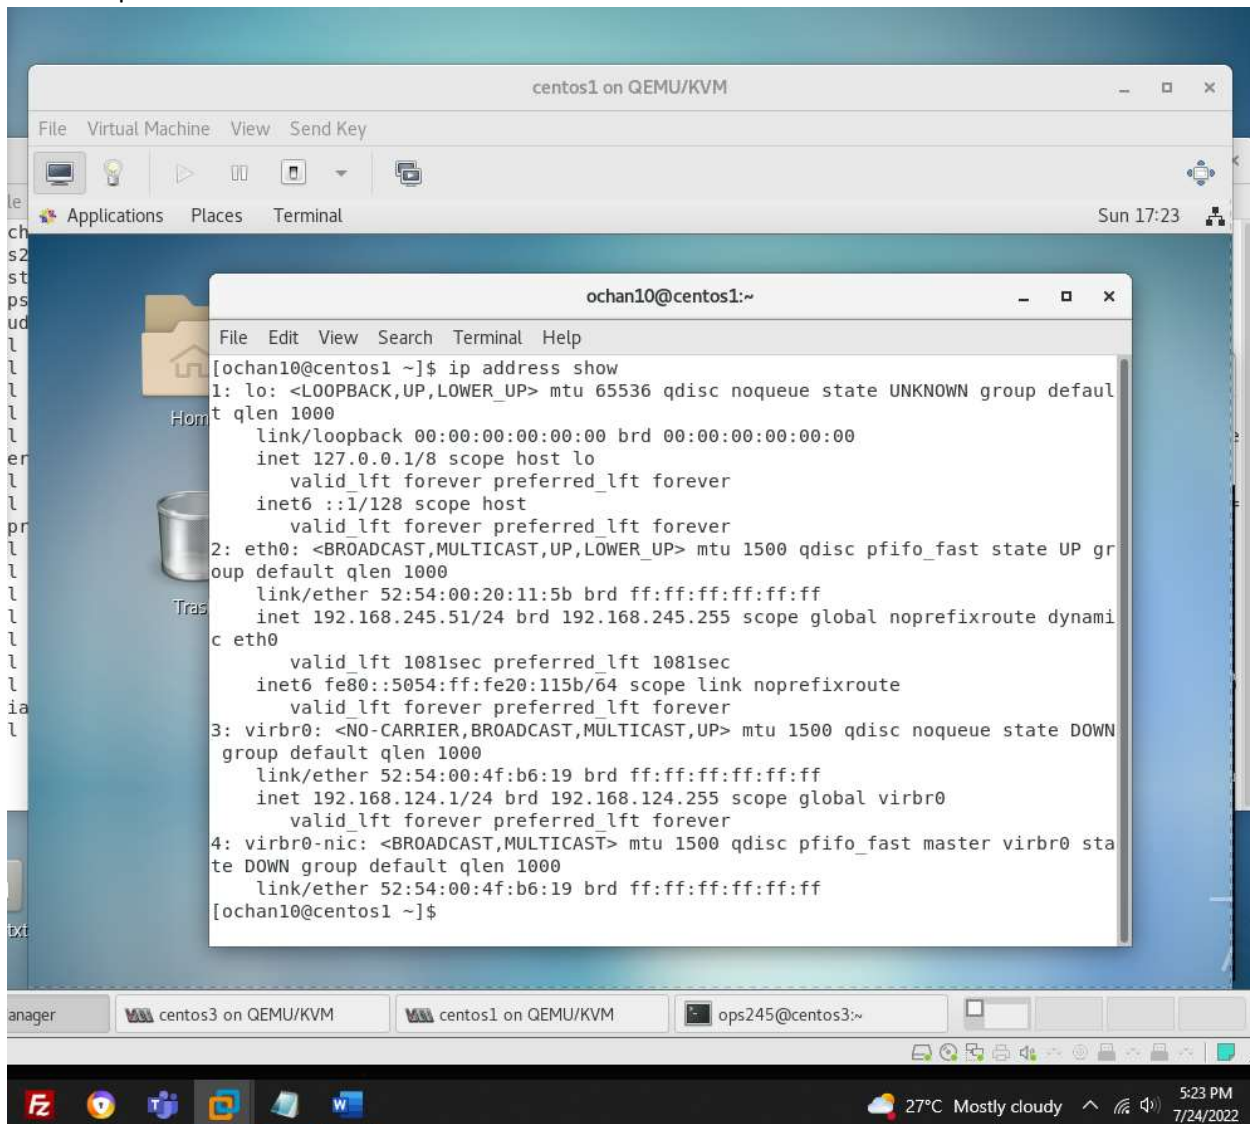 centos1 on QEMU/KVM
File Virtual Machine View Send Key
Applications Places Terminal Sun 17:23
ochan10@centos1:~
File Edit View Search Terminal Help
[ochan10@centos1 ~]$ ip address show
1: lo: <LOOPBACK,UP,LOWER_UP> mtu 65536 qdisc noqueue state UNKNOWN group defaul
t qlen 1000
link/loopback 00:00:00:00:00:00 brd 00:00:00:00:00:00
inet 127.0.0.1/8 scope host lo
valid_lft forever preferred_lft forever
inet6 ::1/128 scope host
valid_lft forever preferred_lft forever
2: eth0: <BROADCAST,MULTICAST,UP,LOWER_UP> mtu 1500 qdisc pfifo_fast state UP gr
oup default qlen 1000
link/ether 52:54:00:20:11:5b brd ff:ff:ff:ff:ff:ff
inet 192.168.245.51/24 brd 192.168.245.255 scope global noprefixroute dynami
c eth0
valid_lft 1081sec preferred_lft 1081sec
inet6 fe80::5054:ff:fe20:115b/64 scope link noprefixroute
valid_lft forever preferred_lft forever
3: virbr0: <NO-CARRIER,BROADCAST,MULTICAST,UP> mtu 1500 qdisc noqueue state DOWN
group default qlen 1000
link/ether 52:54:00:4f:b6:19 brd ff:ff:ff:ff:ff:ff
inet 192.168.124.1/24 brd 192.168.124.255 scope global virbr0
valid_lft forever preferred_lft forever
4: virbr0-nic: <BROADCAST,MULTICAST> mtu 1500 qdisc pfifo_fast master virbr0 sta
te DOWN group default qlen 1000
link/ether 52:54:00:4f:b6:19 brd ff:ff:ff:ff:ff:ff
[ochan10@centos1 ~]$
Hom
Tras
txt
anager centos3 on QEMU/KVM centos1 on QEMU/KVM ops245@centos3:~
27°C Mostly cloudy 5:23 PM
7/24/2022